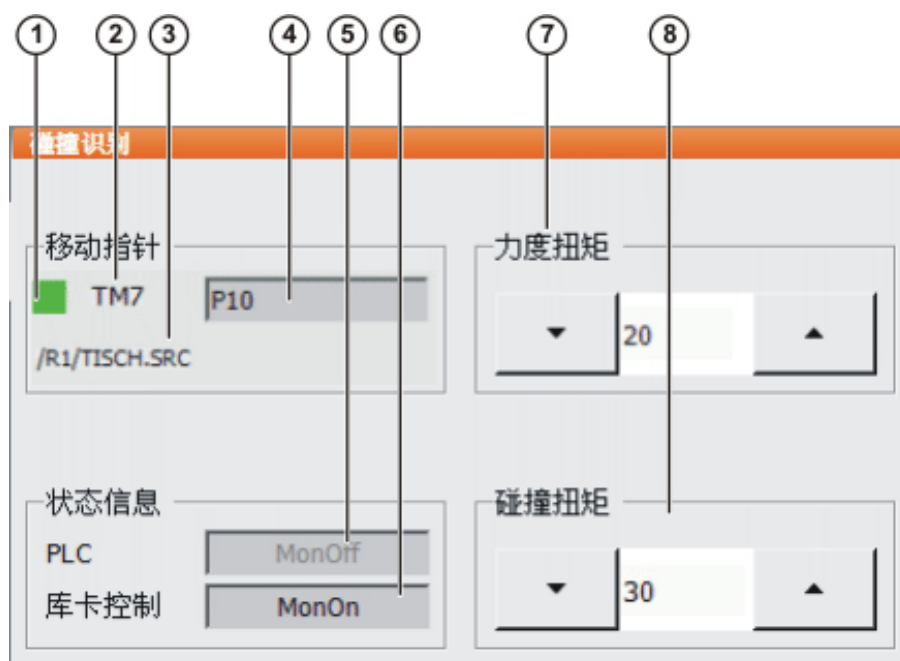 1 2 3 4 5 6 7 8
碰撞识别
移动指针
TM7 P10
/R1/TISCH.SRC
力度扭矩
20
状态信息
PLC MonOff
库卡控制 MonOn
碰撞扭矩
30